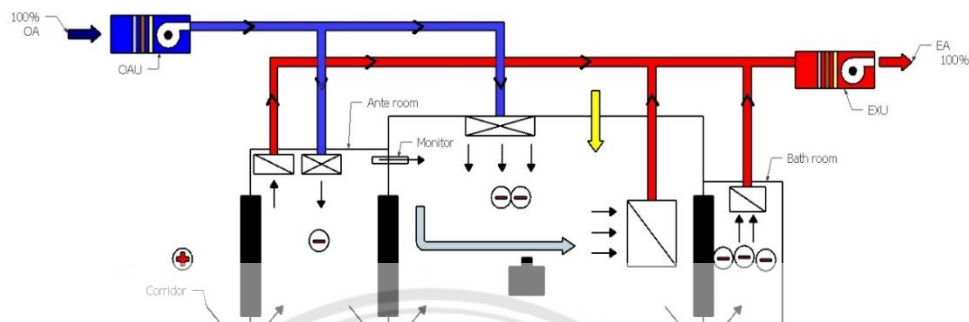 100%
OA
OAU
Ante room
Monitor
EA
100%
EXU
Bath room
Corridor